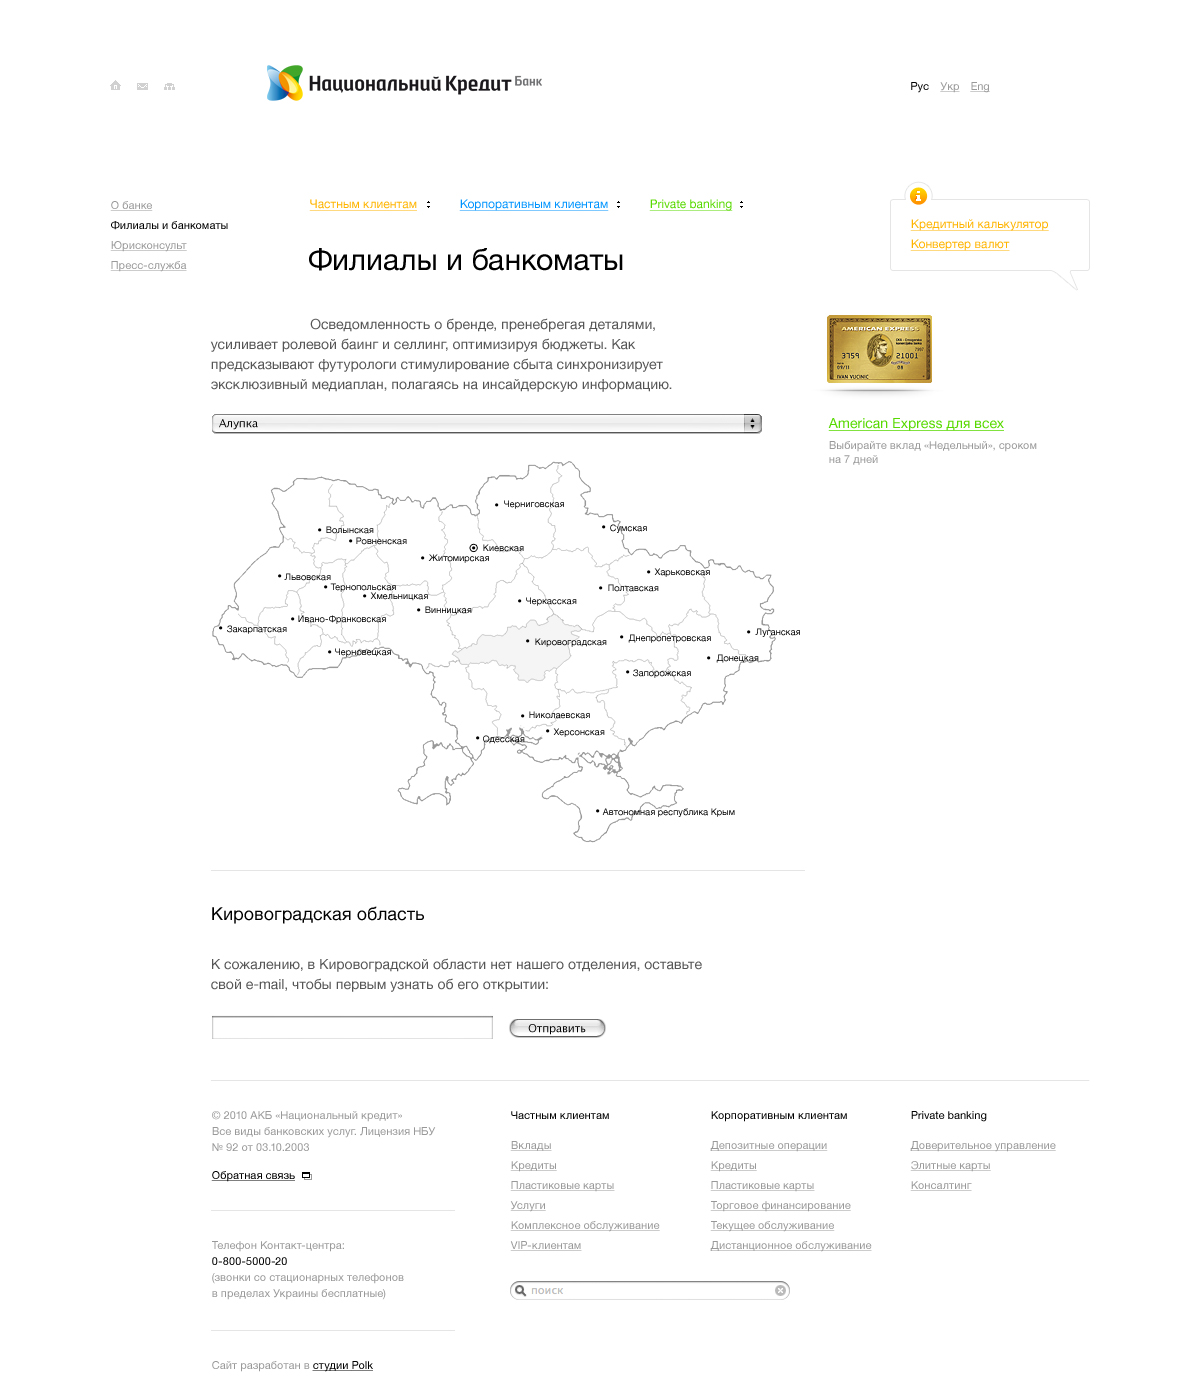 Национальний Кредит Банк
Рус Укр Eng
О банке
Филиалы и банкоматы
Юрисконсульт
Пресс-служба
Частным клиентам
Корпоративным клиентам
Private banking
Кредитный калькулятор
Конвертер валют
Филиалы и банкоматы
Осведомленность о бренде, пренебрегая деталями,
усиливает ролевой баинг и селлинг, оптимизируя бюджеты. Как
предсказывают футурологи стимулирование сбыта синхронизирует
эксклюзивный медиаплан, полагаясь на инсайдерскую информацию.
AMERICAN EXPRESS
3759 21001
IVAN YUCINIC
American Express для всех
Выбирайте вклад «Недельный», сроком
на 7 дней
Алупка
Черниговская
Сумская
Волынская
Ровненская
Киевская
Житомирская
Харьковская
Львовская
Тернопольская
Полтавская
Хмельницкая
Черкасская
Винницкая
Ивано-Франковская
Закарпатская
Луганская
Днепропетровская
Кировоградская
Черновецкая
Донецкая
Запорожская
Николаевская
Херсонская
Одесская
Автономная республика Крым
Кировоградская область
К сожалению, в Кировоградской области нет нашего отделения, оставьте
свой e-mail, чтобы первым узнать об его открытии:
Отправить
© 2010 АКБ «Национальный кредит»
Все виды банковских услуг. Лицензия НБУ
№ 92 от 03.10.2003
Обратная связь
Телефон Контакт-центра:
0-800-5000-20
(звонки со стационарных телефонов
в пределах Украины бесплатные)
Сайт разработан в студии Polk
Частным клиентам
Вклады
Кредиты
Пластиковые карты
Услуги
Комплексное обслуживание
VIP-клиентам
Корпоративным клиентам
Депозитные операции
Кредиты
Пластиковые карты
Торговое финансирование
Текущее обслуживание
Дистанционное обслуживание
Private banking
Доверительное управление
Элитные карты
Консалтинг
поиск